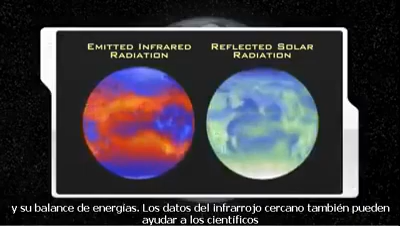 EMITTED INFRARED
RADIATION
REFLECTED SOLAR
RADIATION
y su balance de energías. Los datos del infrarrojo cercano también pueden
ayudar a los científicos